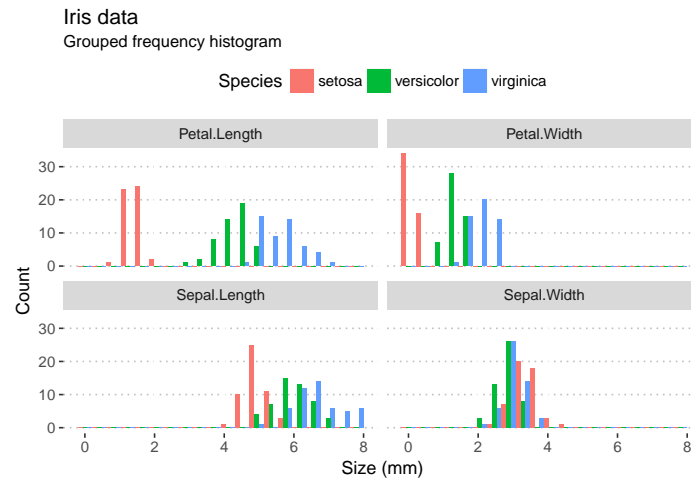 Iris data
Grouped frequency histogram
Species setosa versicolor virginica
Petal.Length Petal.Width
30
20
10
0
Sepal.Length Sepal.Width
30
20
10
0
0 2 4 6 8 0 2 4 6 8
Count
Size (mm)